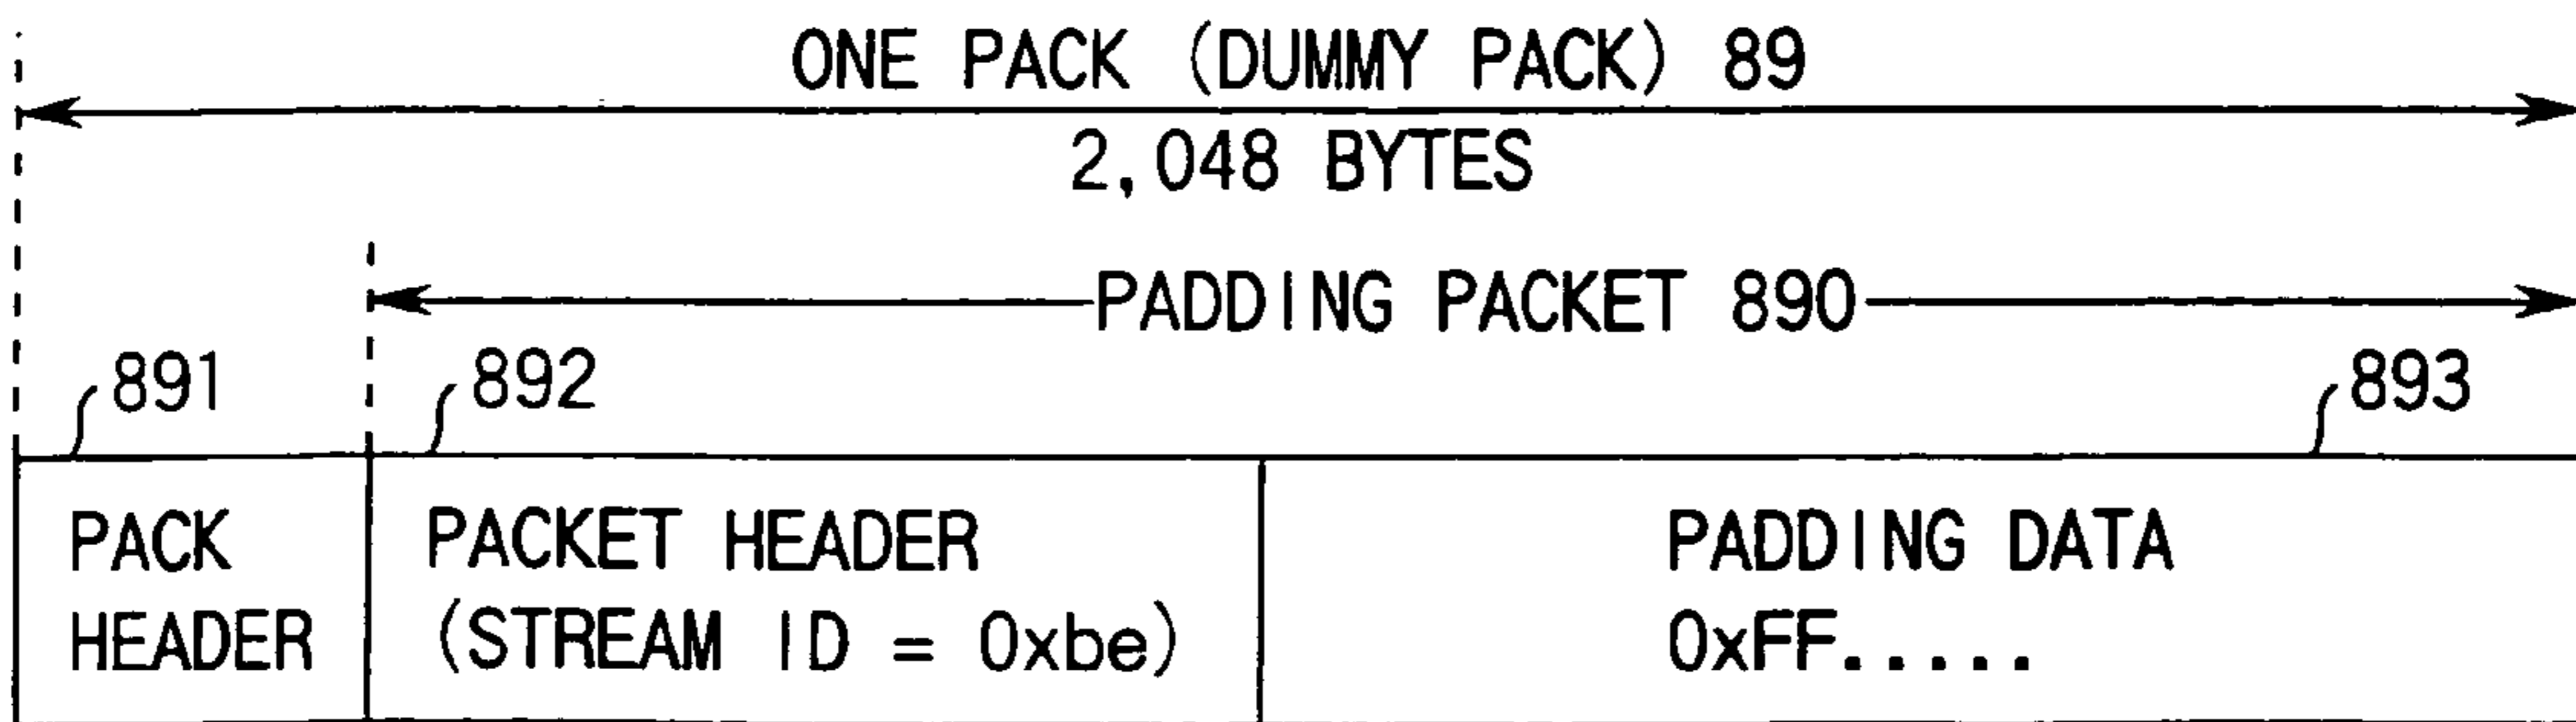 ONE PACK (DUMMY PACK) 89
2,048 BYTES
PADDING PACKET 890
891
892
893
PACK
HEADER
PACKET HEADER
(STREAM ID = 0xbe)
PADDING DATA
0xFF.....